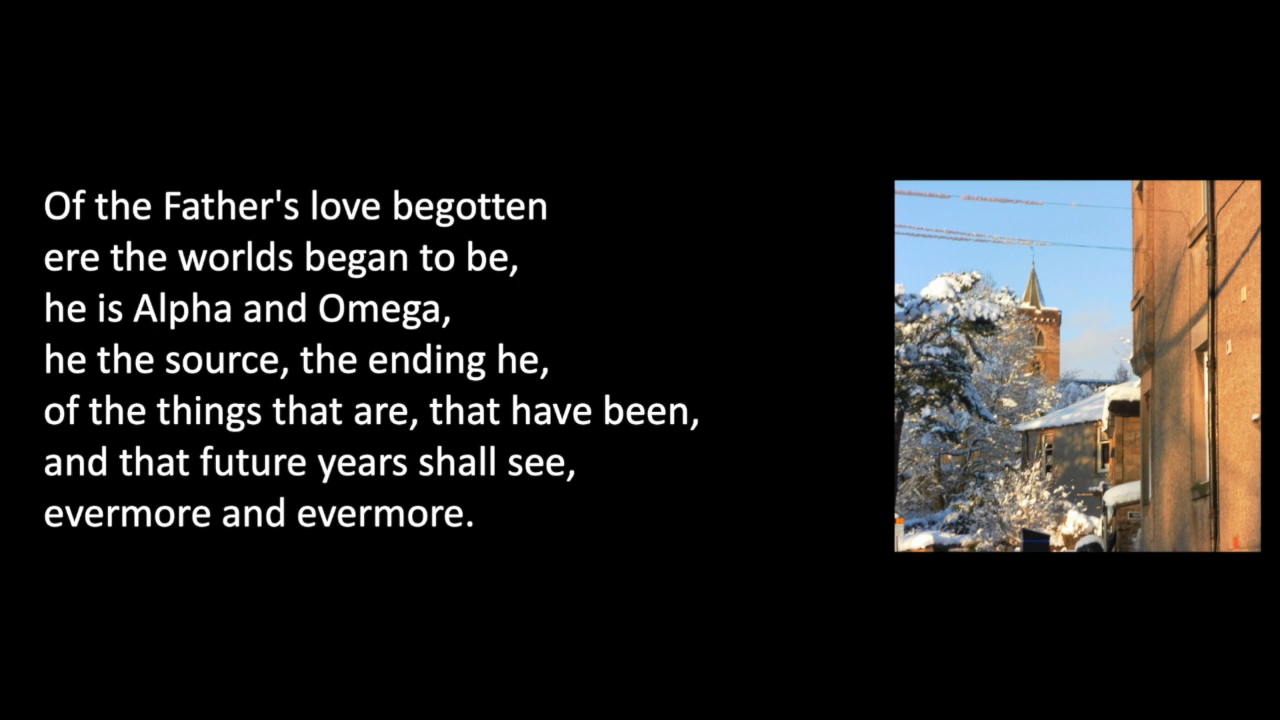 Of the Father's love begotten
ere the worlds began to be,
he is Alpha and Omega,
he the source, the ending he,
of the things that are, that have been,
and that future years shall see,
evermore and evermore.